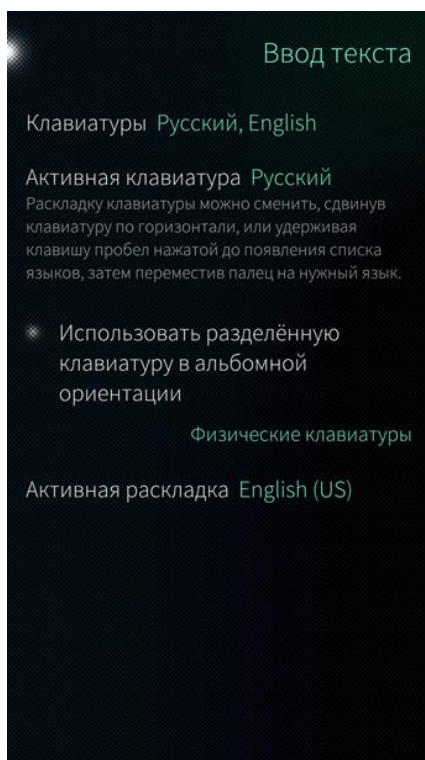 Ввод текста
Клавиатуры Русский, English
Активная клавиатура Русский
Раскладку клавиатуры можно сменить, сдвинув
клавиатуру по горизонтали, или удерживая
клавишу пробел нажатой до появления списка
языков, затем переместив палец на нужный язык.
Использовать разделённую
клавиатуру в альбомной
ориентации
Физические клавиатуры
Активная раскладка English (US)